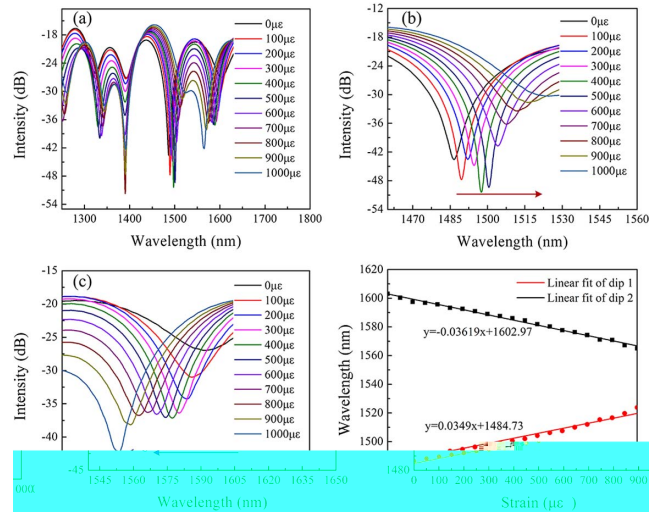 (a)
0µε
100µε
200µε
300µε
400µε
500µε
600µε
700µε
800µε
900µε
1000µε
-18
-24
-30
-36
-42
-48
-54
Intensity (dB)
1300 1400 1500 1600 1700 1800
Wavelength (nm)
(b)
0µε
100µε
200µε
300µε
400µε
500µε
600µε
700µε
800µε
900µε
1000µε
-18
-24
-30
-36
-42
-48
-54
Intensity (dB)
1470 1485 1500 1515 1530 1545 1560
Wavelength (nm)
(c)
0µε
100µε
200µε
300µε
400µε
500µε
600µε
700µε
800µε
900µε
1000µε
-15
-20
-25
-30
-35
-40
-45
Intensity (dB)
1545 1560 1575 1590 1605 1620 1635 1650
Wavelength (nm)
Linear fit of dip 1
Linear fit of dip 2
y=-0.03619x+1602.97
y=0.0349x+1484.73
1620
1600
1580
1560
1540
1520
1500
1480
Wavelength (nm)
0 100 200 300 400 500 600 700 800 900
Strain (µε